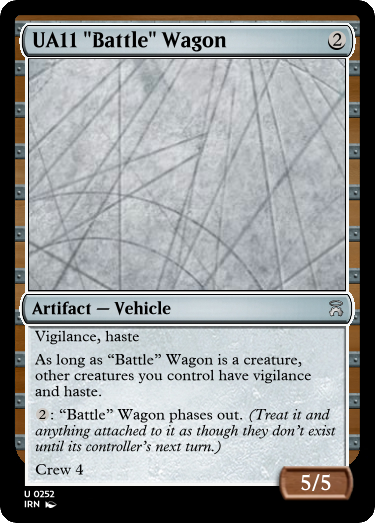 UA11 "Battle" Wagon 2
Artifact — Vehicle
Vigilance, haste
As long as “Battle” Wagon is a creature,
other creatures you control have vigilance
and haste.
2: “Battle” Wagon phases out. (Treat it and
anything attached to it as though they don’t exist
until its controller’s next turn.)
Crew 4
5/5
U 0252
IRN